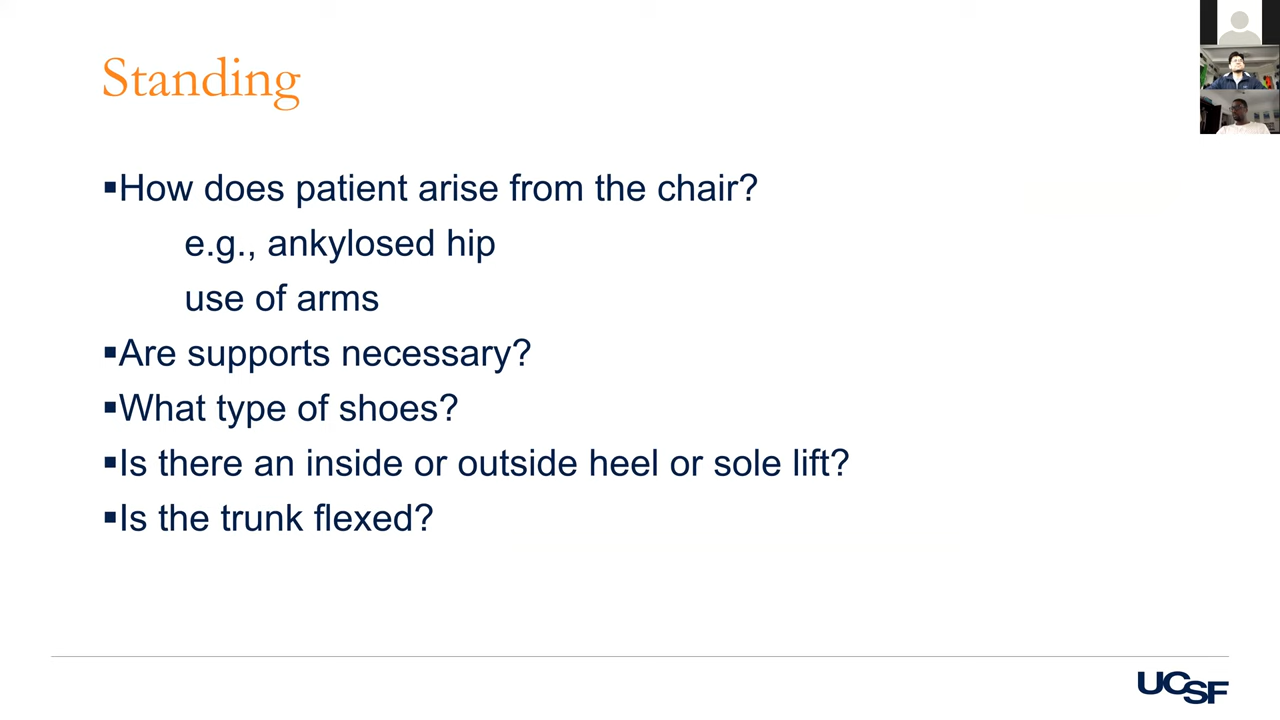 Standing
▪How does patient arise from the chair?
e.g., ankylosed hip
use of arms
▪Are supports necessary?
▪What type of shoes?
▪Is there an inside or outside heel or sole lift?
▪Is the trunk flexed?
UCSF